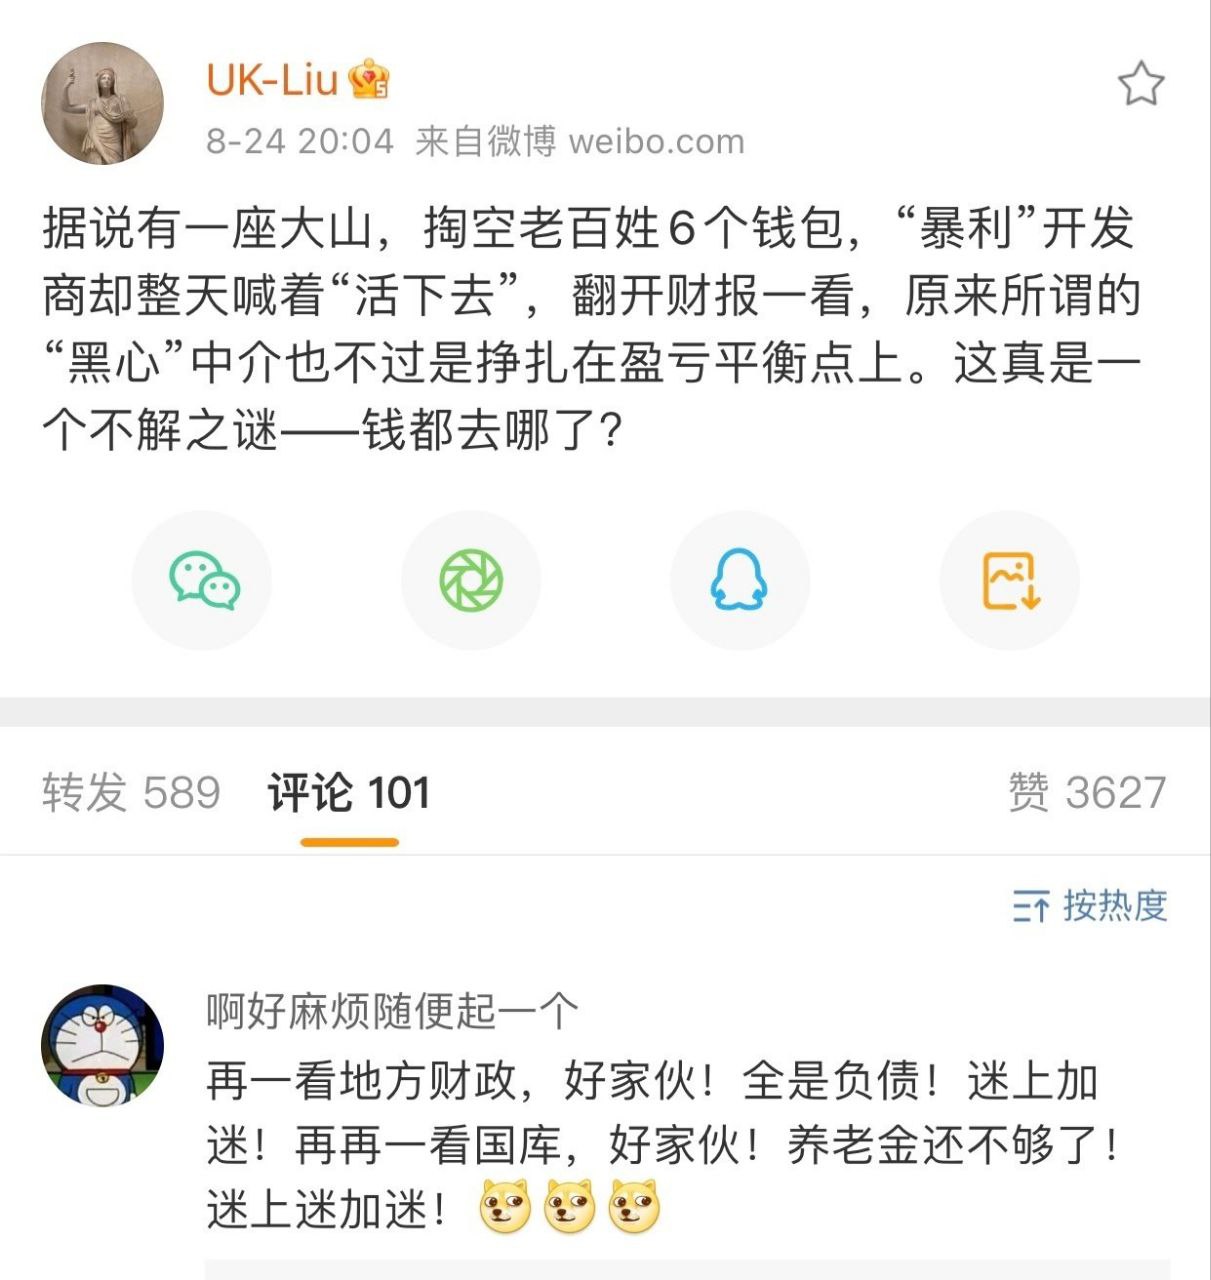 UK-Liu
8-24 20:04 来自微博 weibo.com
据说有一座大山，掏空老百姓6个钱包，“暴利”开发
商却整天喊着“活下去”，翻开财报一看，原来所谓的
“黑心”中介也不过是挣扎在盈亏平衡点上。这真是一
个不解之谜——钱都去哪了？
转发 589 评论 101 赞 3627
按热度
啊好麻烦随便起一个
再一看地方财政，好家伙！全是负债！迷上加
迷！再再一看国库，好家伙！养老金还不够了！
迷上迷加迷！